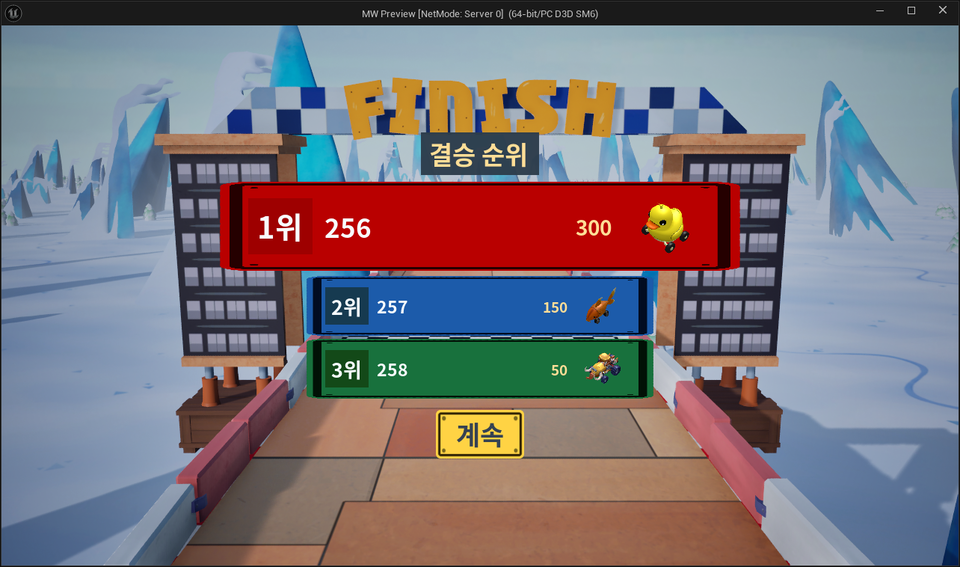 MW Preview [NetMode: Server 0] (64-bit/PC D3D SM6)
FINISH
결승 순위
1위 256 300
2위 257 150
3위 258 50
계속